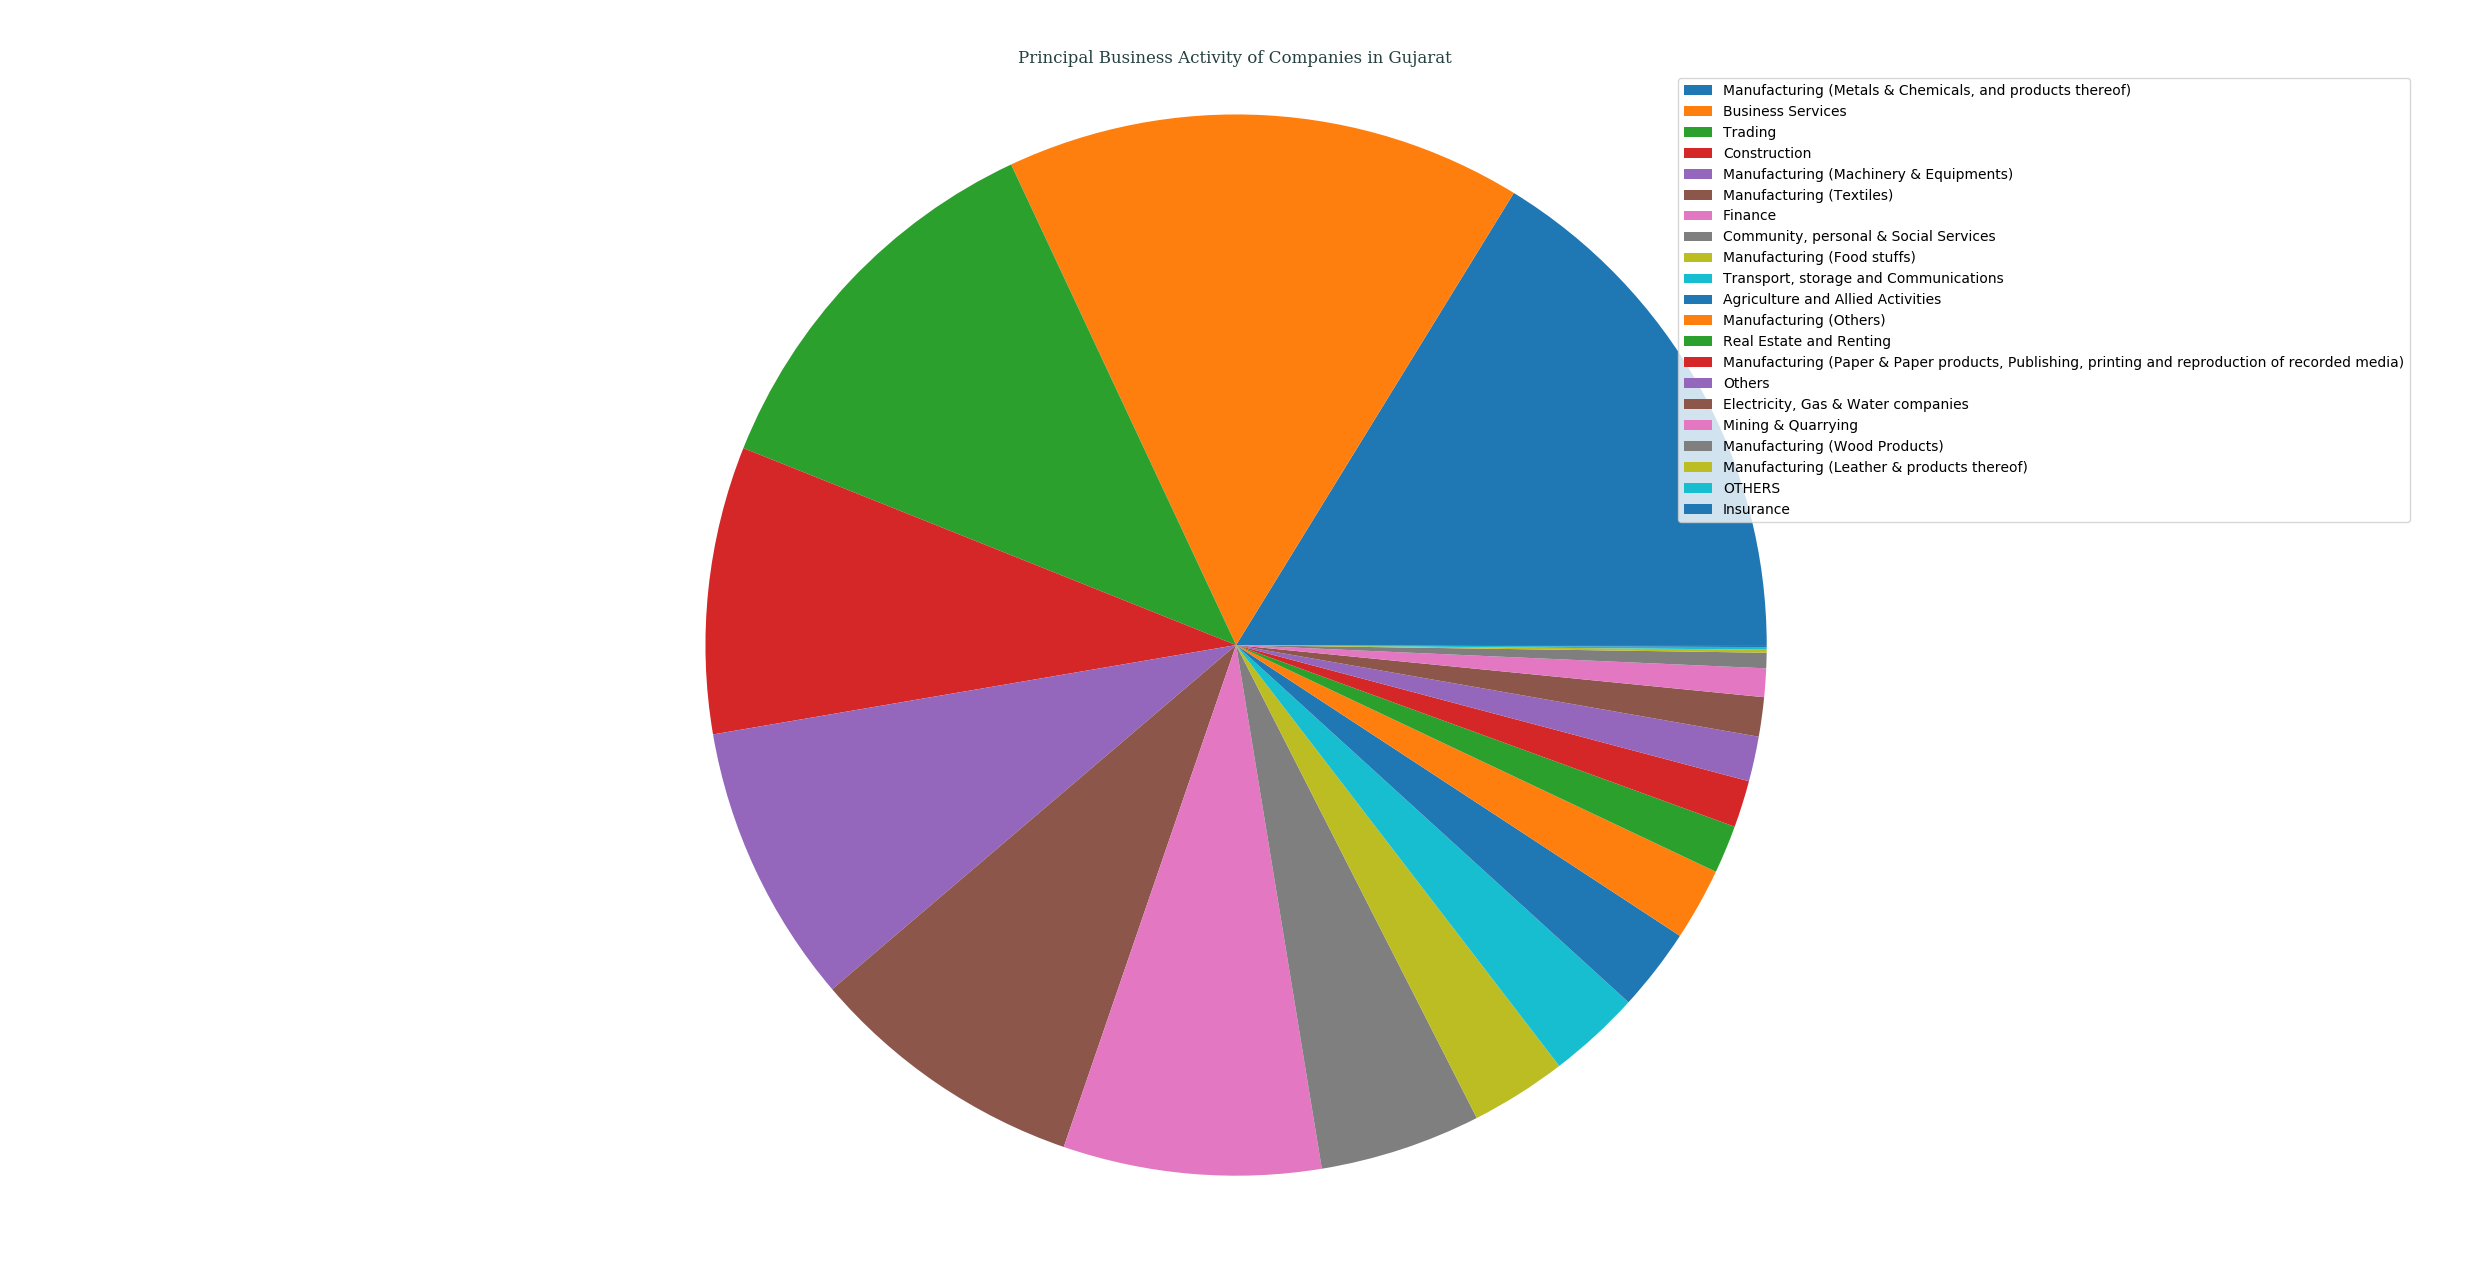 Principal Business Activity of Companies in Gujarat
Manufacturing (Metals & Chemicals, and products thereof)
Business Services
Trading
Construction
Manufacturing (Machinery & Equipments)
Manufacturing (Textiles)
Finance
Community, personal & Social Services
Manufacturing (Food stuffs)
Transport, storage and Communications
Agriculture and Allied Activities
Manufacturing (Others)
Real Estate and Renting
Manufacturing (Paper & Paper products, Publishing, printing and reproduction of recorded media)
Others
Electricity, Gas & Water companies
Mining & Quarrying
Manufacturing (Wood Products)
Manufacturing (Leather & products thereof)
OTHERS
Insurance